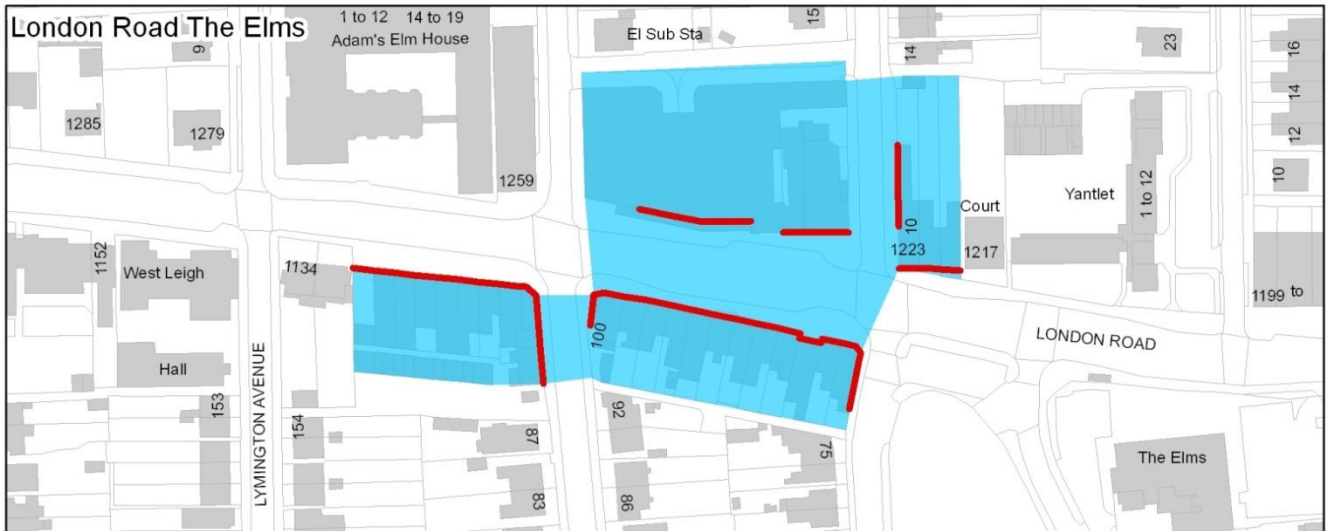 London Road The Elms
1 to 12 14 to 19
Adam's Elm House
El Sub Sta
15
14
23
16
14
12
10
9
1285
1279
1259
Court
Yantlet
1 to 12
10
1223
1217
1152
West Leigh
1134
1199 to
LONDON ROAD
100
Hall
153
LYMINGTON AVENUE
154
87
83
92
86
75
The Elms